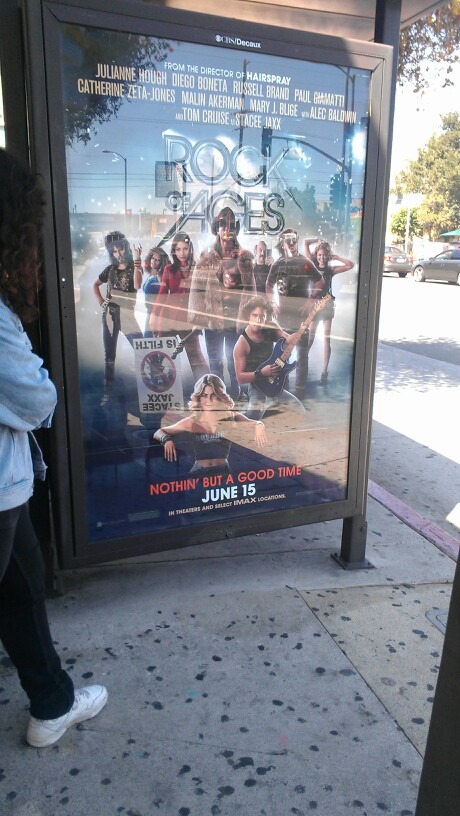 CBS/Decaux
FROM THE DIRECTOR OF HAIRSPRAY
JULIANNE HOUGH DIEGO BONETA RUSSELL BRAND PAUL GIAMATTI
CATHERINE ZETA-JONES MALIN AKERMAN MARY J. BLIGE WITH ALEC BALDWIN
AND TOM CRUISE AS STACEE JAXX
ROCK
OF AGES
STACEE
JAXX
IS FILTH
NOTHIN' BUT A GOOD TIME
JUNE 15
IN THEATERS AND SELECT IMAX LOCATIONS.